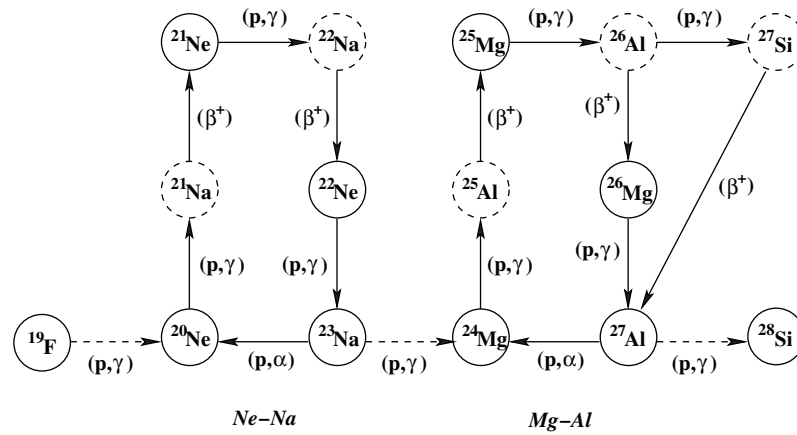 (p,γ) (p,γ) (p,γ)
²¹Ne ²²Na ²⁵Mg ²⁶Al ²⁷Si
(β⁺) (β⁺) (β⁺) (β⁺)
²¹Na ²²Ne ²⁵Al ²⁶Mg (β⁺)
(p,γ) (p,γ) (p,γ) (p,γ)
¹⁹F ²⁰Ne ²³Na ²⁴Mg ²⁷Al ²⁸Si
(p,γ) (p,α) (p,γ) (p,α) (p,γ)
Ne−Na Mg−Al